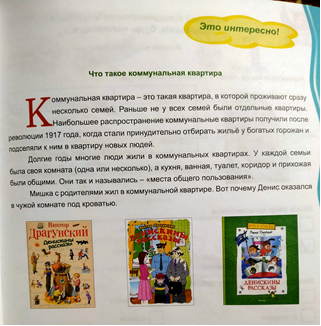 Это интересно!
Что такое коммунальная квартира
Коммунальная квартира – это такая квартира, в которой проживают сразу
несколько семей. Раньше не у всех семей были отдельные квартиры.
Наибольшее распространение коммунальные квартиры получили после
революции 1917 года, когда стали принудительно отбирать жильё у богатых горожан и
подселяли к ним в квартиру новых людей.
Долгие годы многие люди жили в коммунальных квартирах. У каждой семьи
была своя комната (одна или несколько), а кухня, ванная, туалет, коридор и прихожая
были общими. Они так и назывались – «места общего пользования».
Мишка с родителями жил в коммунальной квартире. Вот почему Денис оказался
в чужой комнате под кроватью.
Виктор
Драгунский
Денискины
рассказы
Денискины
рассказы
Денискины
рассказы